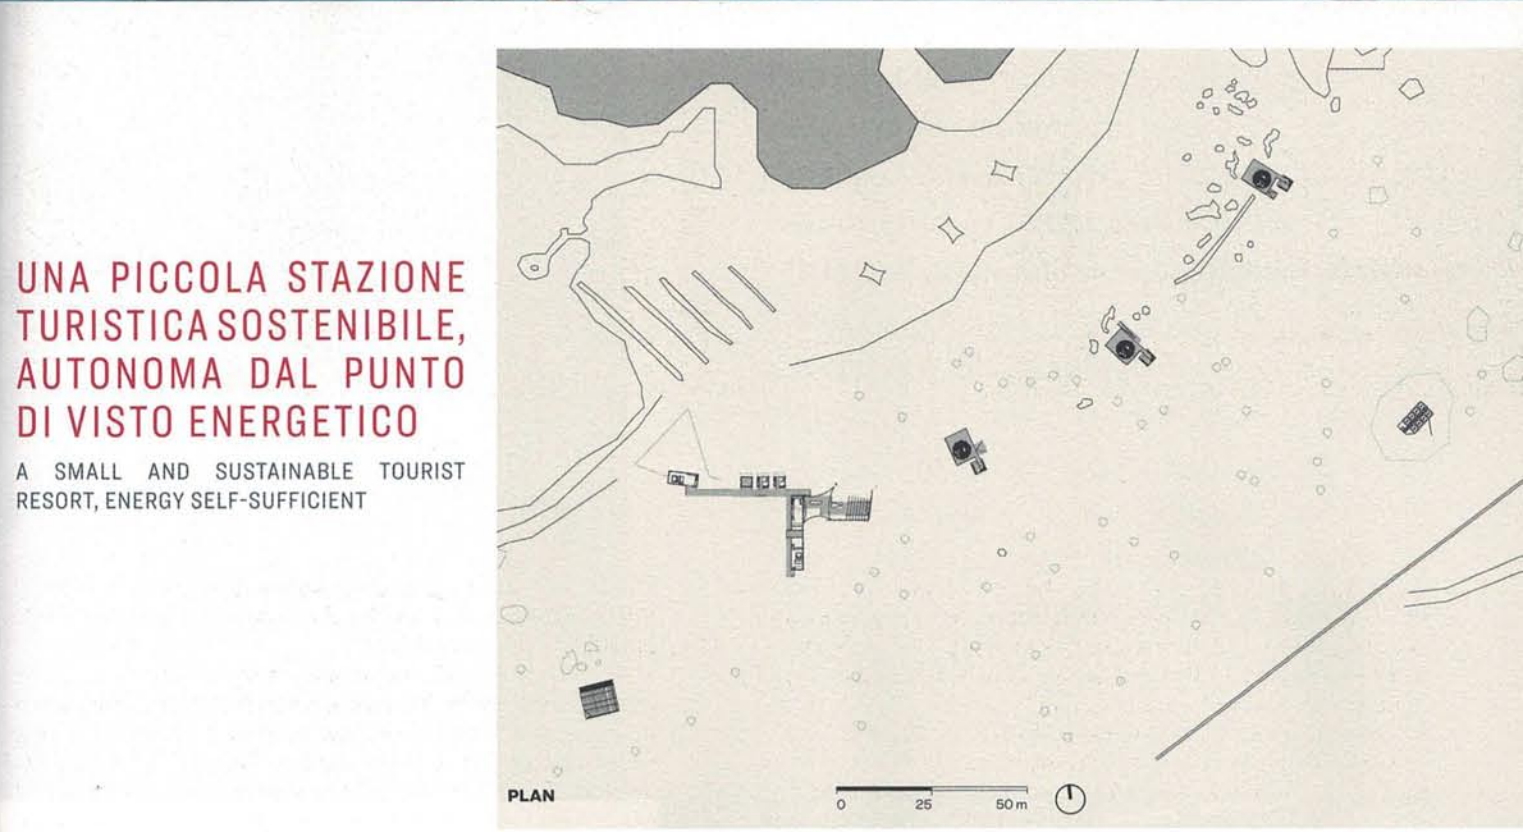 UNA PICCOLA STAZIONE
TURISTICA SOSTENIBILE,
AUTONOMA DAL PUNTO
DI VISTO ENERGETICO
A SMALL AND SUSTAINABLE TOURIST
RESORT, ENERGY SELF-SUFFICIENT
PLAN
0 25 50 m